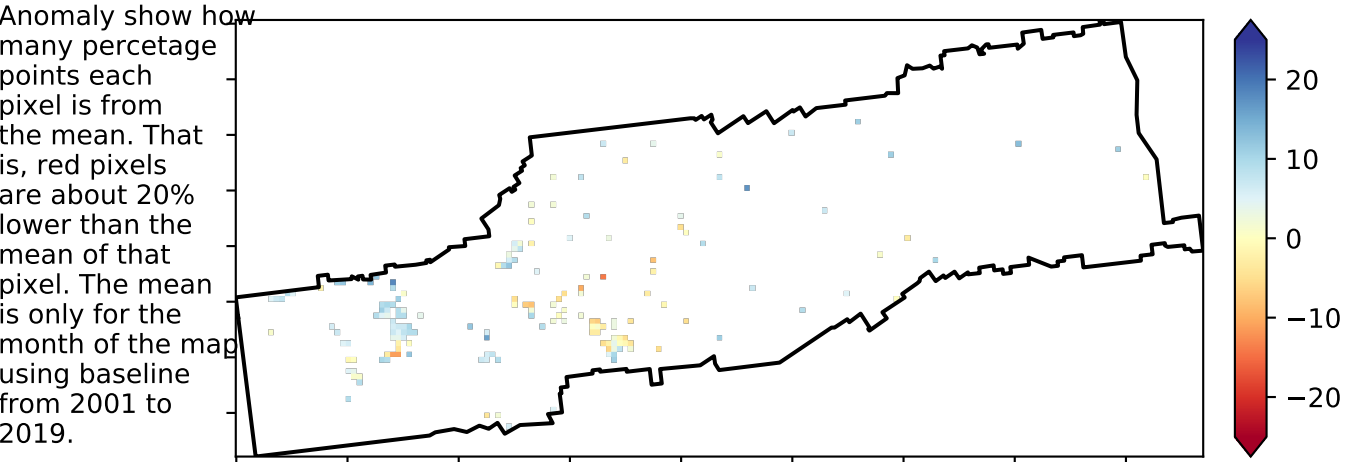 Anomaly show how
many percetage
points each
pixel is from
the mean. That
is, red pixels
are about 20%
lower than the
mean of that
pixel. The mean
is only for the
month of the map
using baseline
from 2001 to
2019.
20
10
0
−10
−20